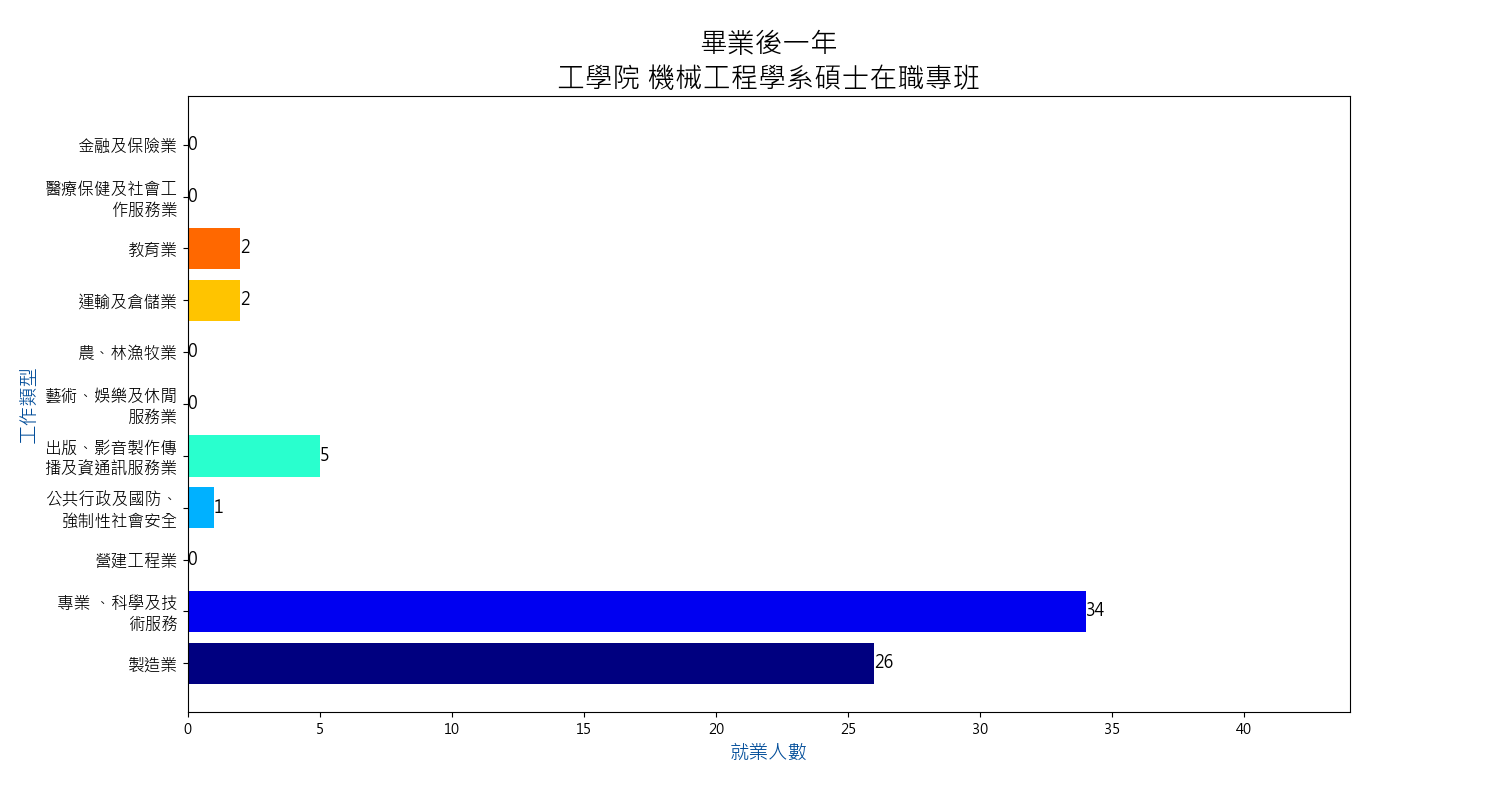 畢業後一年
工學院 機械工程學系碩士在職專班
金融及保險業
0
醫療保健及社會工
作服務業
0
教育業
2
運輸及倉儲業
2
農、林漁牧業
0
藝術、娛樂及休閒
服務業
0
出版、影音製作傳
播及資通訊服務業
5
公共行政及國防、
強制性社會安全
1
營建工程業
0
專業 、科學及技
術服務
34
製造業
26
工作類型
0 5 10 15 20 25 30 35 40
就業人數